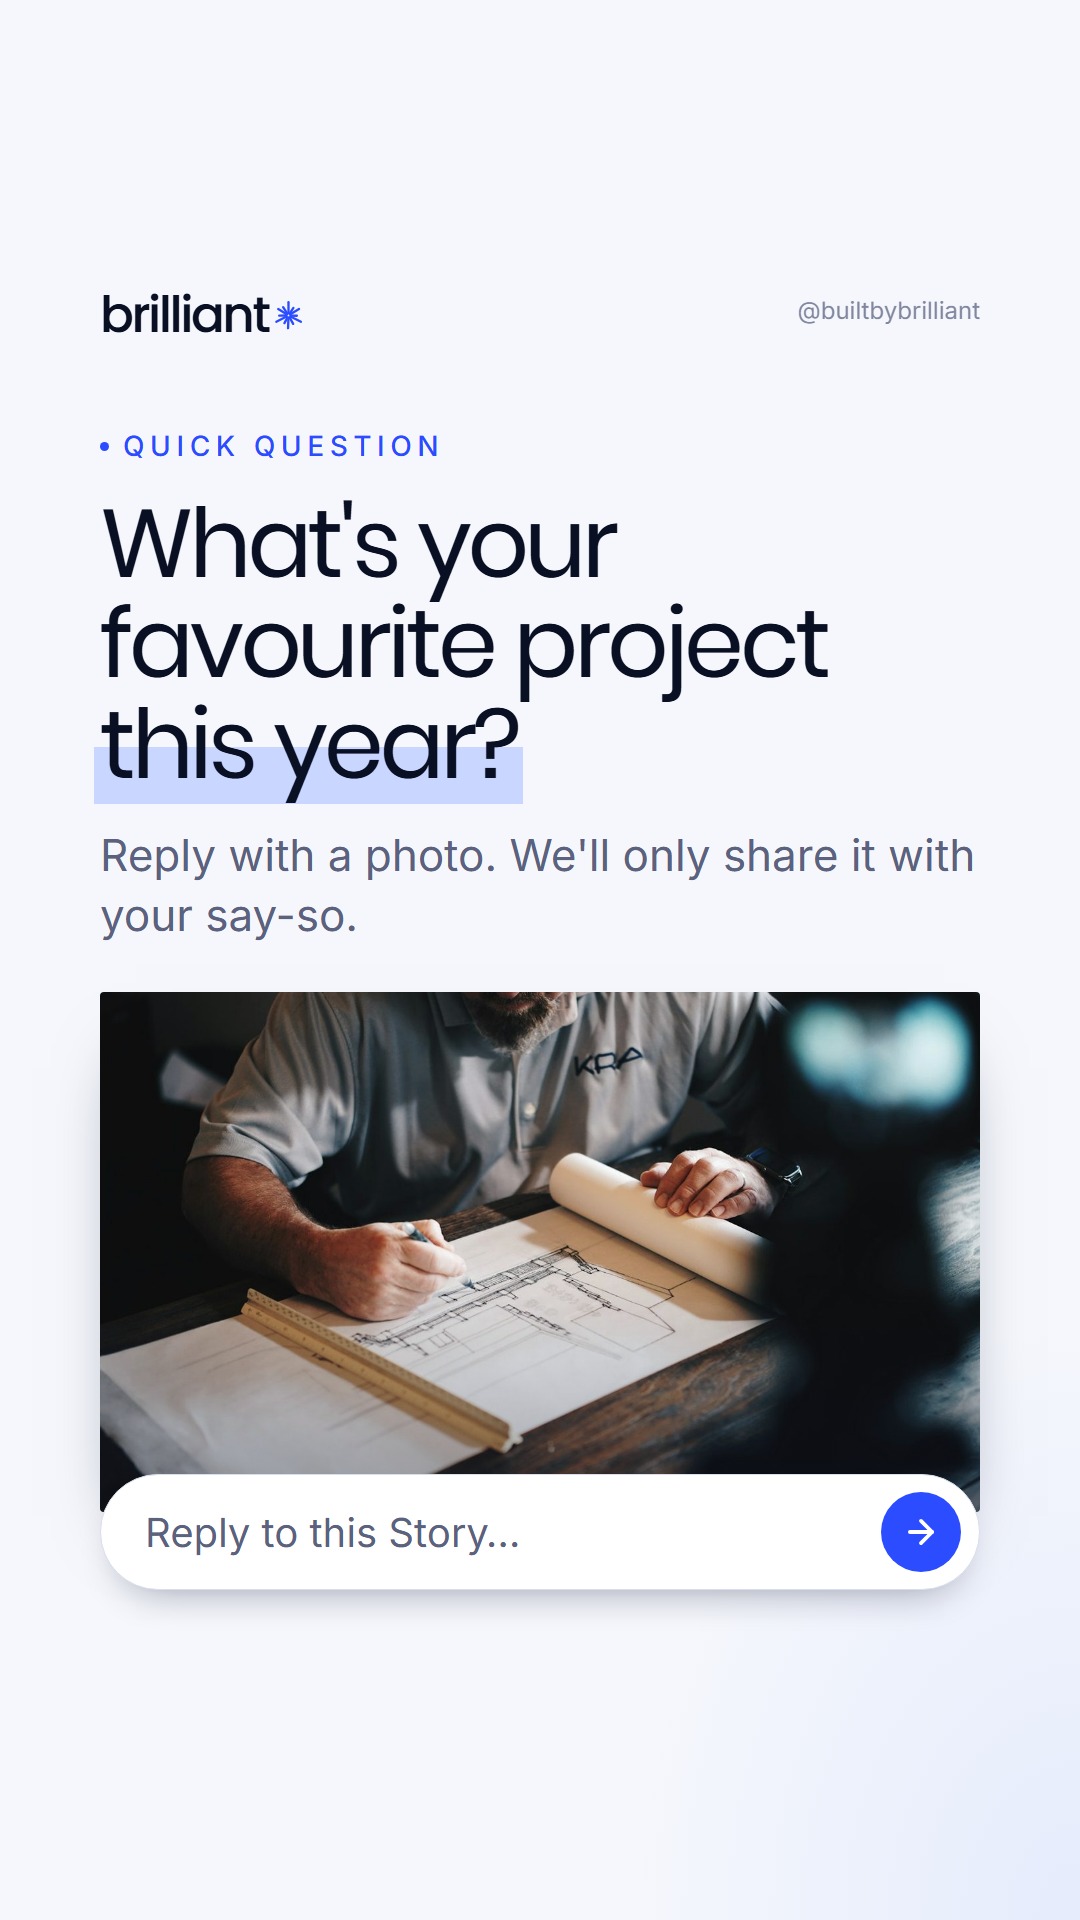 brilliant
@builtbybrilliant
QUICK QUESTION
What's your
favourite project
this year?
Reply with a photo. We'll only share it with
your say-so.
KRA
Reply to this Story...